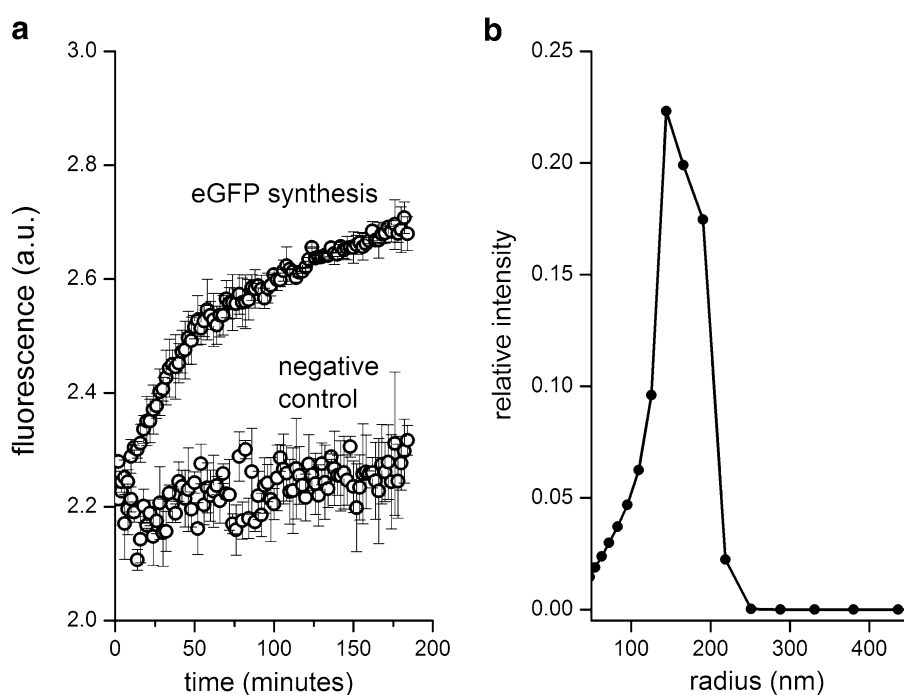 a
3.0
2.8
2.6
2.4
2.2
2.0
fluorescence (a.u.)
eGFP synthesis
negative
control
0
50
100
150
200
time (minutes)
b
0.25
0.20
0.15
0.10
0.05
0.00
relative intensity
100
200
300
400
radius (nm)